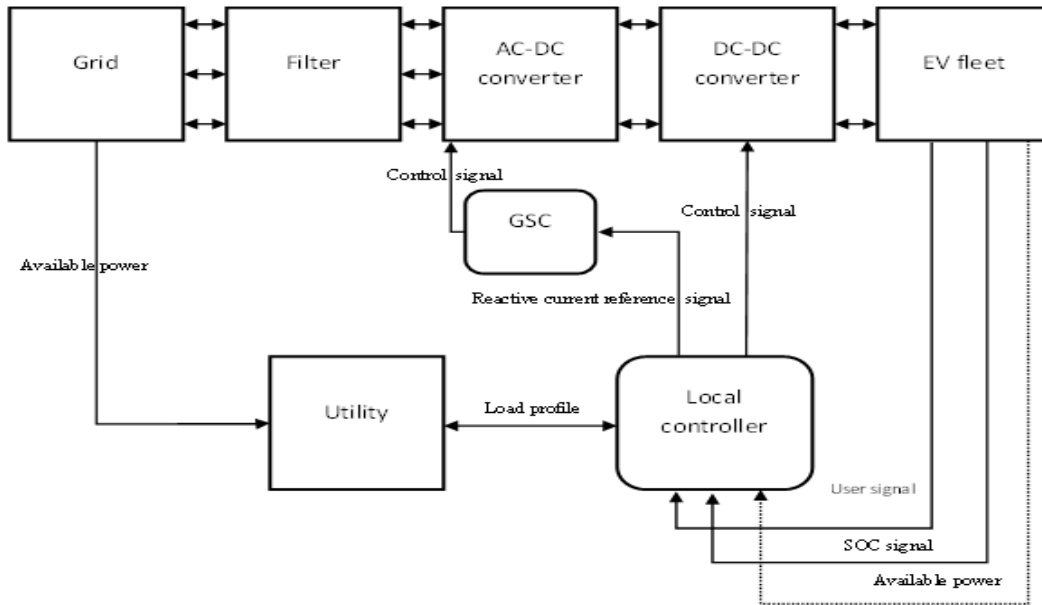 Grid
Filter
AC-DC
converter
DC-DC
converter
EV fleet
Control signal
GSC
Control signal
Available power
Reactive current reference signal
Utility
Load profile
Local
controller
User signal
SOC signal
Available power